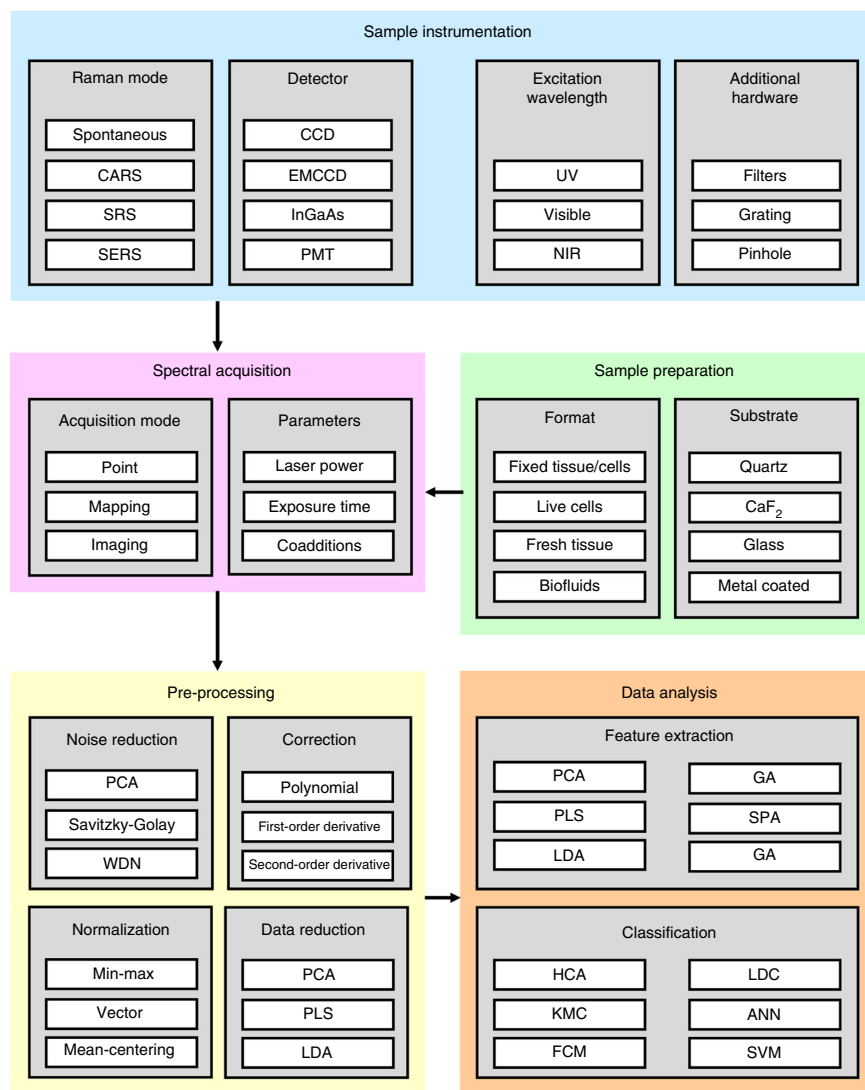 Sample instrumentation
Raman mode
Spontaneous
CARS
SRS
SERS
Detector
CCD
EMCCD
InGaAs
PMT
Excitation
wavelength
UV
Visible
NIR
Additional
hardware
Filters
Grating
Pinhole
Spectral acquisition
Acquisition mode
Point
Mapping
Imaging
Parameters
Laser power
Exposure time
Coadditions
Sample preparation
Format
Fixed tissue/cells
Live cells
Fresh tissue
Biofluids
Substrate
Quartz
CaF2
Glass
Metal coated
Pre-processing
Noise reduction
PCA
Savitzky-Golay
WDN
Correction
Polynomial
First-order derivative
Second-order derivative
Normalization
Min-max
Vector
Mean-centering
Data reduction
PCA
PLS
LDA
Data analysis
Feature extraction
PCA
PLS
LDA
GA
SPA
GA
Classification
HCA
KMC
FCM
LDC
ANN
SVM